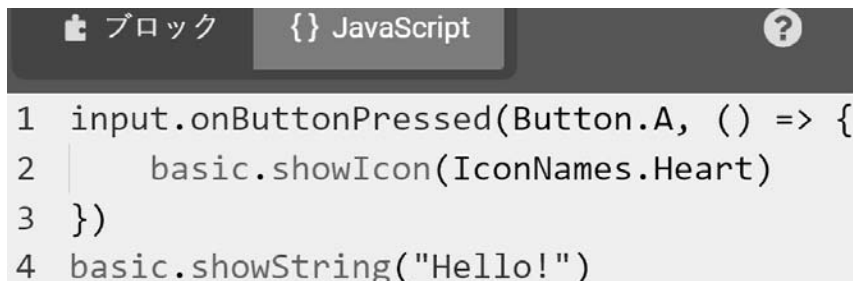 ブロック {} JavaScript ?
1 input.onButtonPressed(Button.A, () => {
2 basic.showIcon(IconNames.Heart)
3 })
4 basic.showString("Hello!")